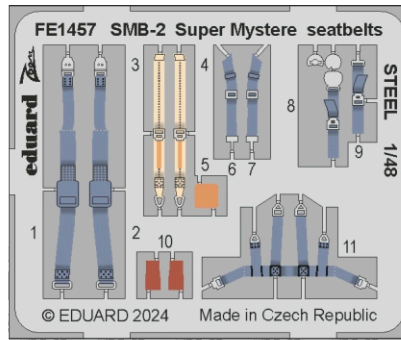 FE1457 SMB-2 Super Mystere seatbelts
eduard
Zoom
STEEL
1/48
1
2
3
4
5
6
7
8
9
10
11
© EDUARD 2024
Made in Czech Republic